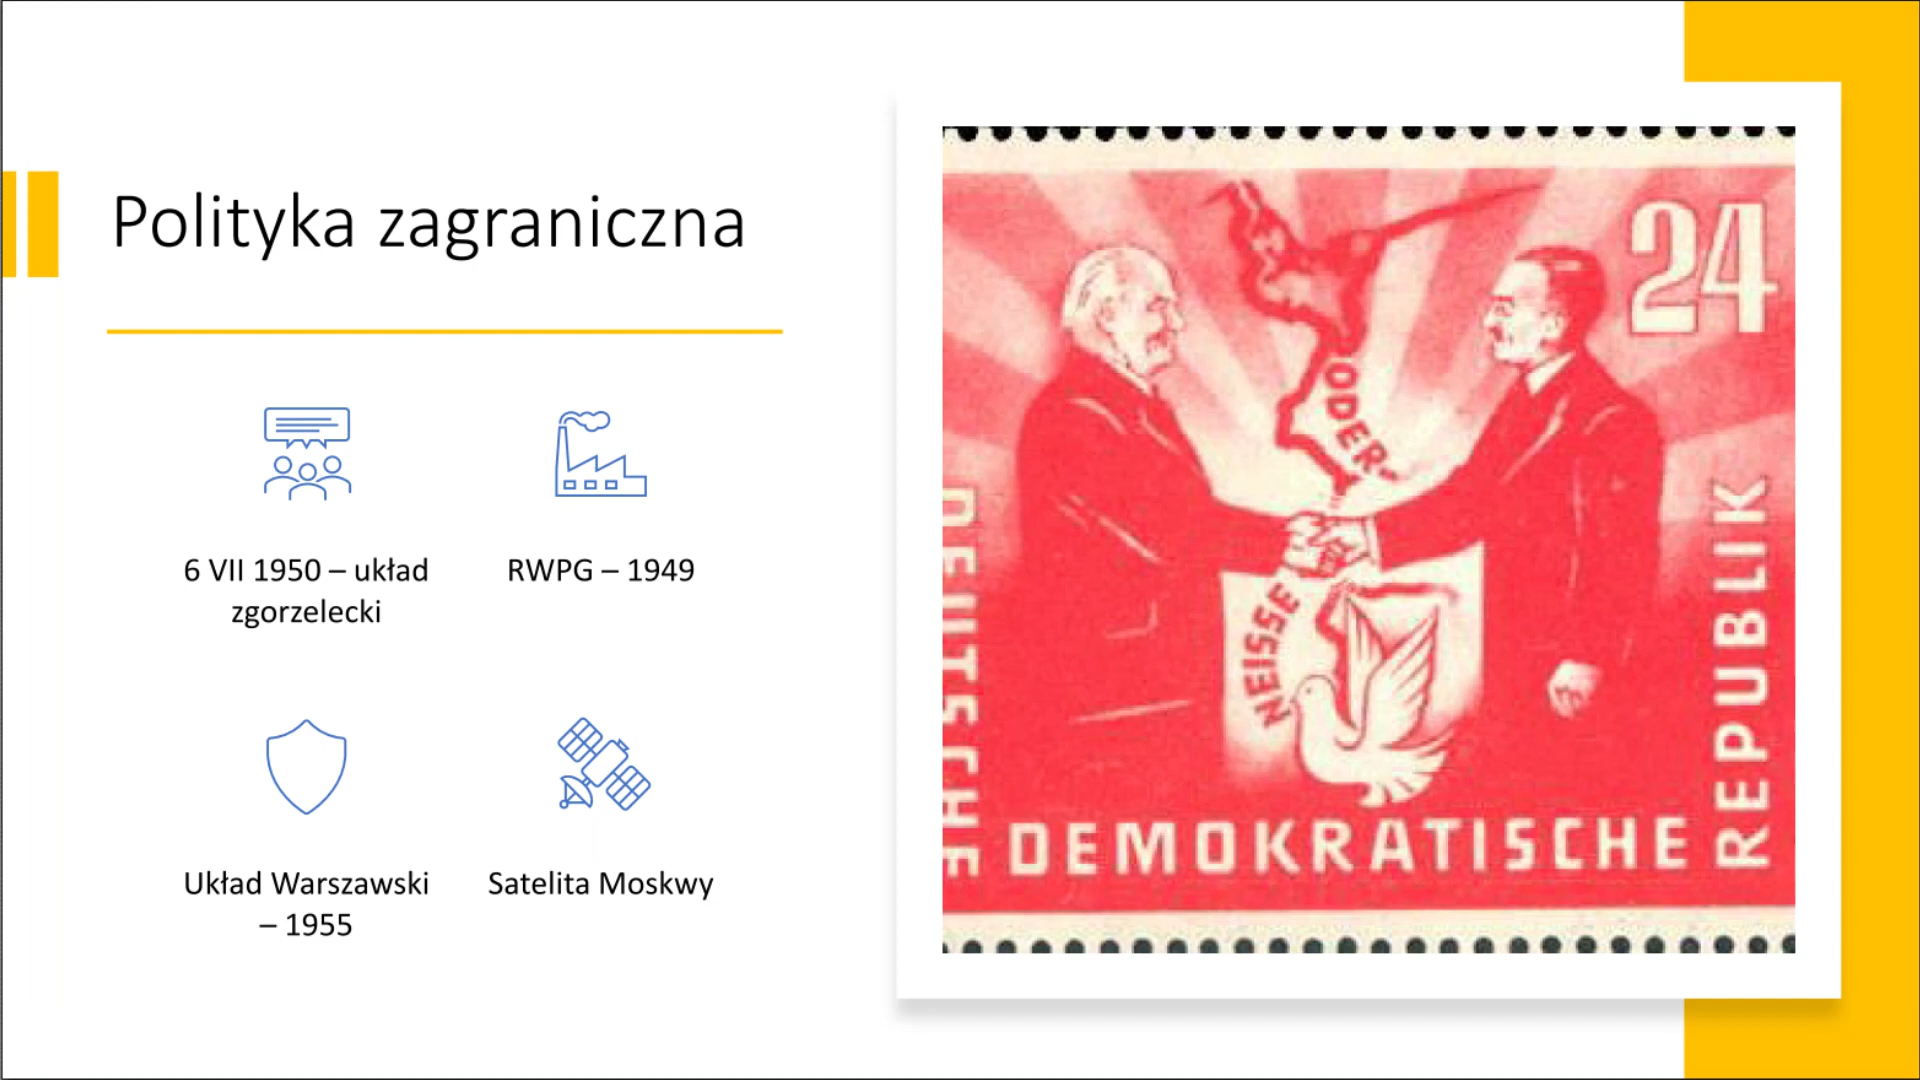 Polityka zagraniczna
6 VII 1950 – układ
zgorzelecki
RWPG – 1949
Układ Warszawski
– 1955
Satelita Moskwy
24
ODER-
NEISSE
DEUTSCHE
DEMOKRATISCHE
REPUBLIK